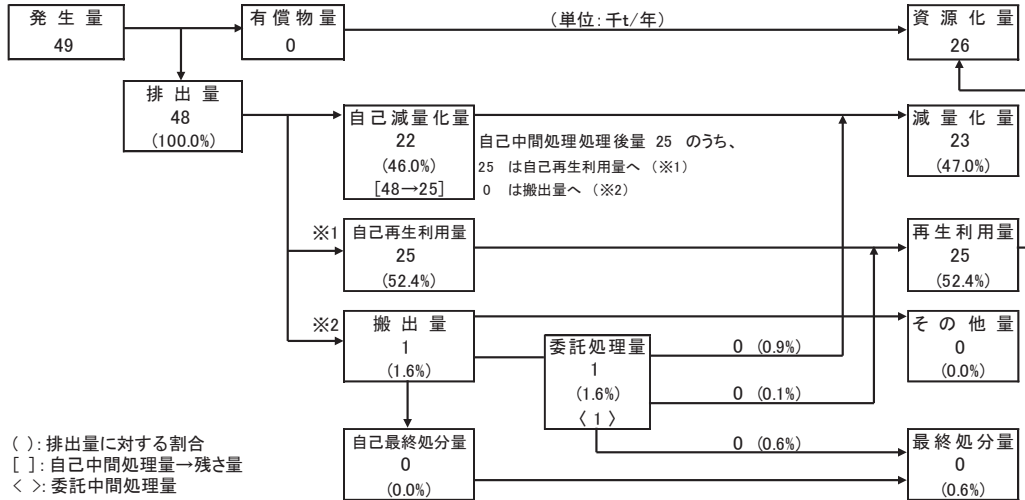 発生量
49
有償物量
0
(単位:千t/年)
資源化量
26
排出量
48
(100.0%)
自己減量化量
22
(46.0%)
[48→25]
自己中間処理処理後量 25 のうち、
25 は自己再生利用量へ (※1)
0 は搬出量へ (※2)
減量化量
23
(47.0%)
※1
自己再生利用量
25
(52.4%)
再生利用量
25
(52.4%)
※2
搬出量
1
(1.6%)
委託処理量
1
(1.6%)
〈 1 〉
0 (0.9%)
0 (0.1%)
0 (0.6%)
その他量
0
(0.0%)
自己最終処分量
0
(0.0%)
最終処分量
0
(0.6%)
( ):排出量に対する割合
[ ]:自己中間処理量→残さ量
< >:委託中間処理量